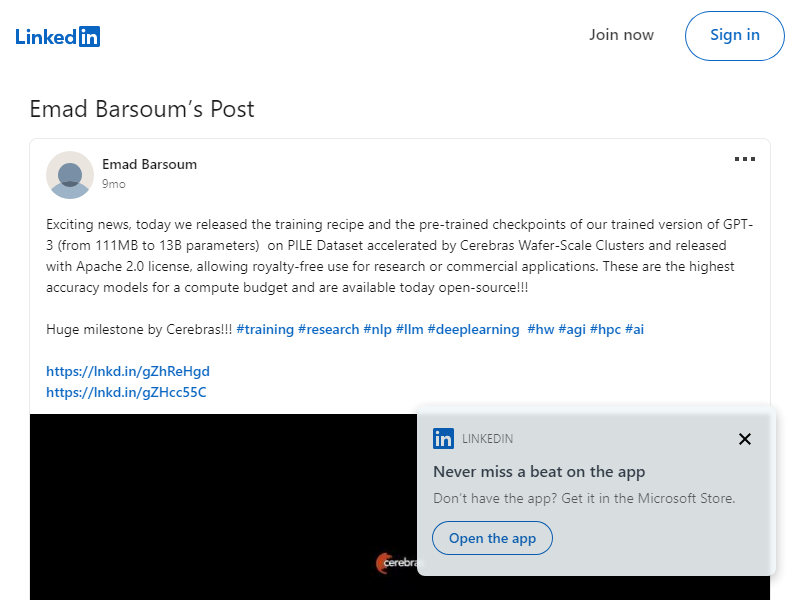 LinkedIn
Join now
Sign in
Emad Barsoum's Post
Emad Barsoum
9mo
Exciting news, today we released the training recipe and the pre-trained checkpoints of our trained version of GPT-
3 (from 111MB to 13B parameters)  on PILE Dataset accelerated by Cerebras Wafer-Scale Clusters and released
with Apache 2.0 license, allowing royalty-free use for research or commercial applications. These are the highest
accuracy models for a compute budget and are available today open-source!!!
Huge milestone by Cerebras!!! #training #research #nlp #llm #deeplearning  #hw #agi #hpc #ai
https://lnkd.in/gZhReHgd
https://lnkd.in/gZHcc55C
LINKEDIN
Never miss a beat on the app
Don't have the app? Get it in the Microsoft Store.
Open the app